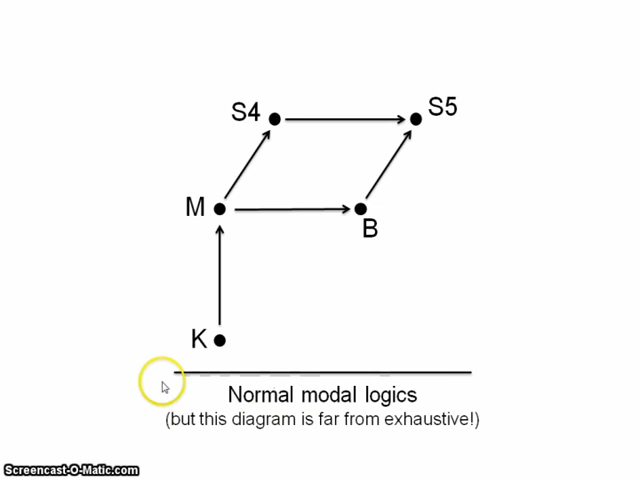 S4
S5
M
B
K
Normal modal logics
(but this diagram is far from exhaustive!)
Screencast-O-Matic.com